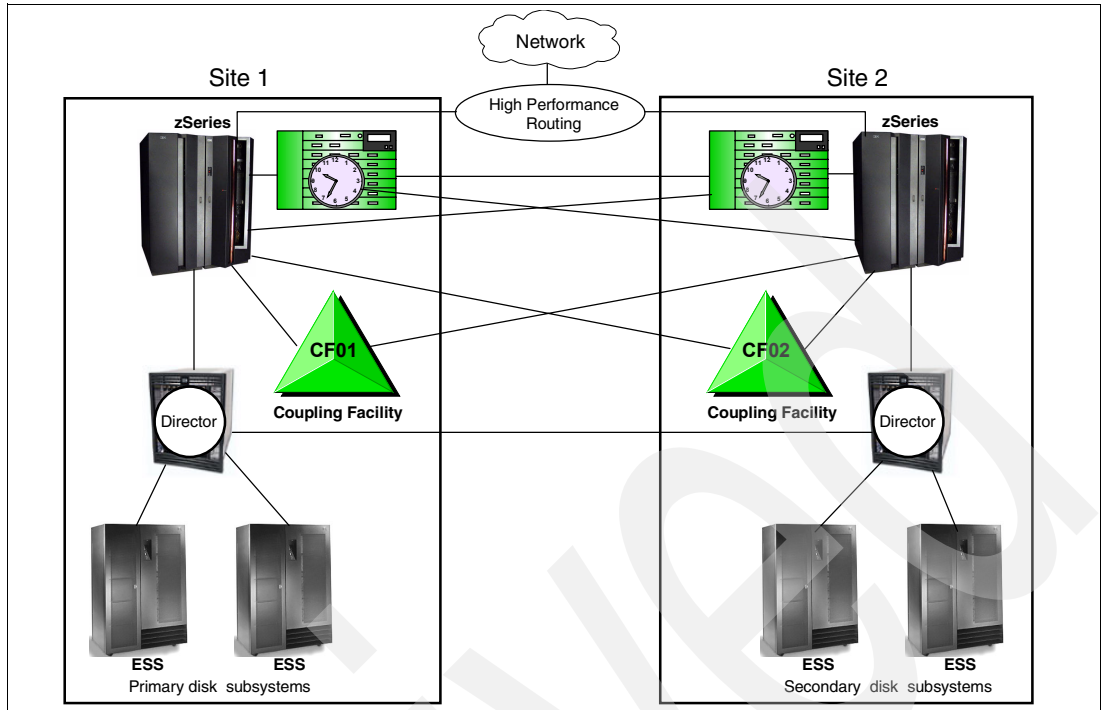 Network
Site 1
Site 2
High Performance
Routing
zSeries
zSeries
CF01
CF02
Coupling Facility
Coupling Facility
Director
Director
ESS
ESS
ESS
ESS
Primary disk subsystems
Secondary disk subsystems